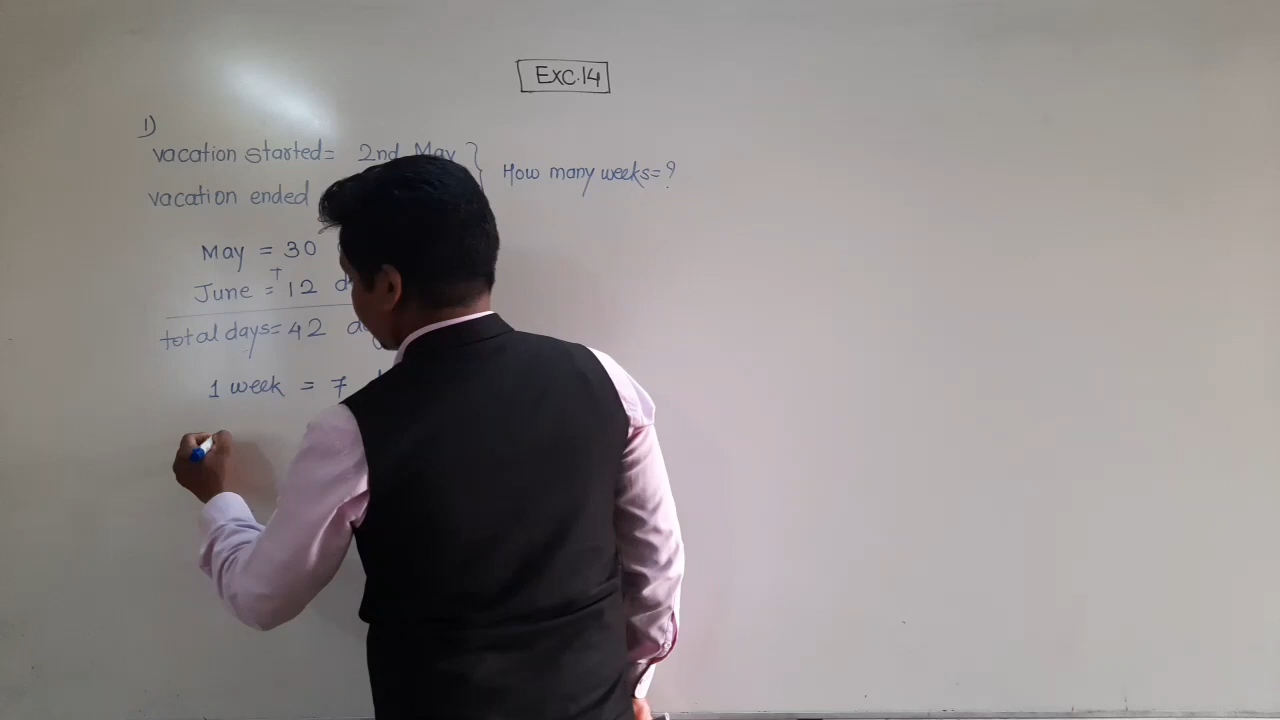 Exc.14
1)
vacation started= 2nd May } How many weeks=?
vacation ended
May = 30
+
June = 12
total days= 42
1 week = 7